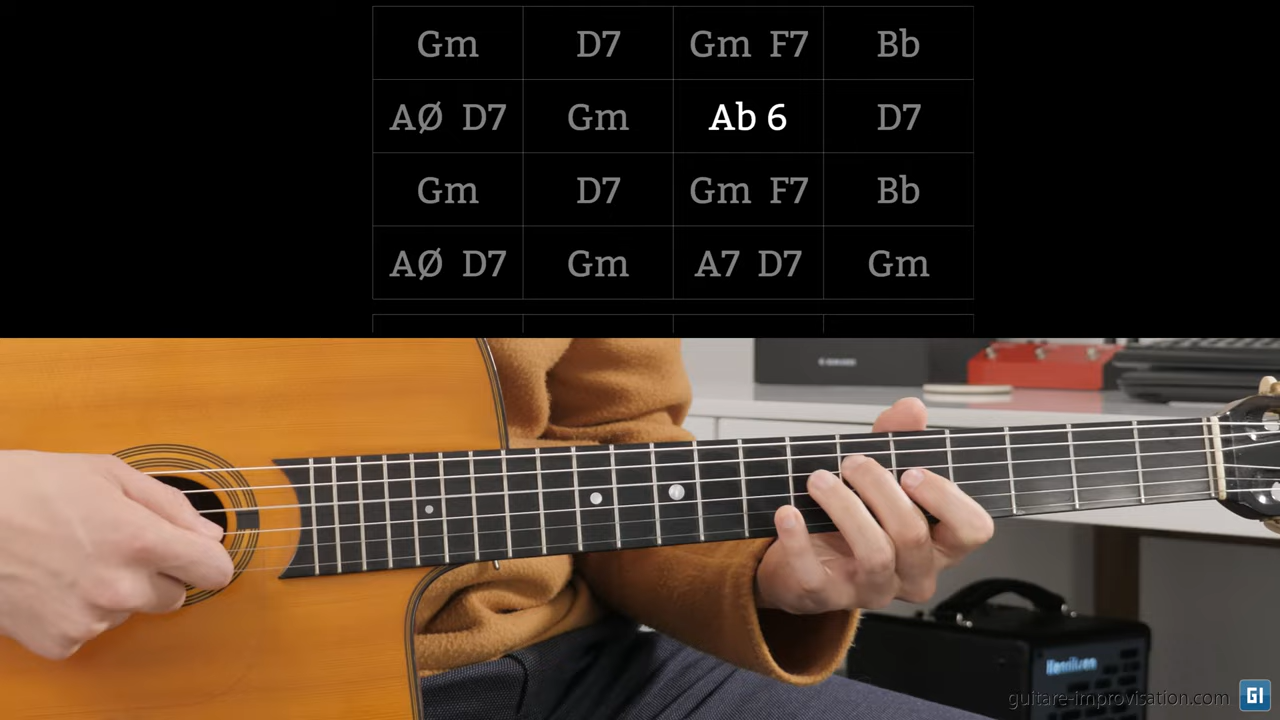 Gm D7 Gm F7 Bb
AØ D7 Gm Ab 6 D7
Gm D7 Gm F7 Bb
AØ D7 Gm A7 D7 Gm
Henriksen
guitare-improvisation.com GI